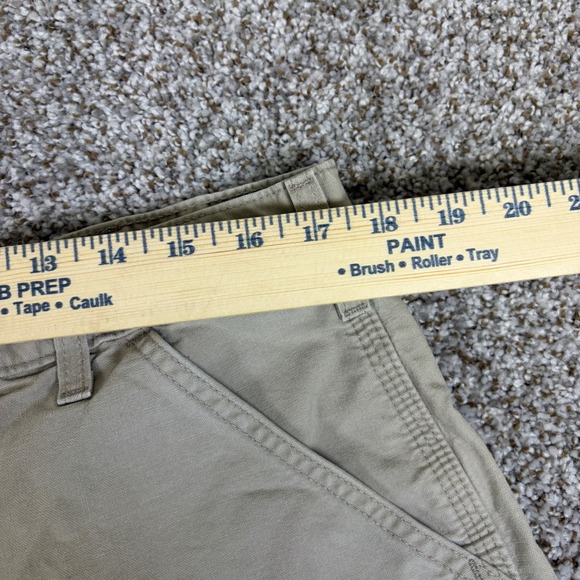 13 14 15 16 17 18 19 20
B PREP
• Tape • Caulk
PAINT
• Brush • Roller • Tray